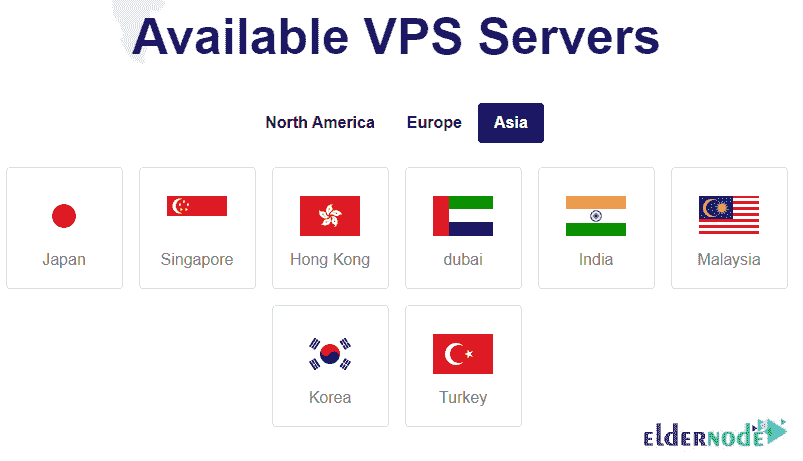 Available VPS Servers
North America Europe Asia
Japan Singapore Hong Kong dubai India Malaysia
Korea Turkey
ELDERNODE